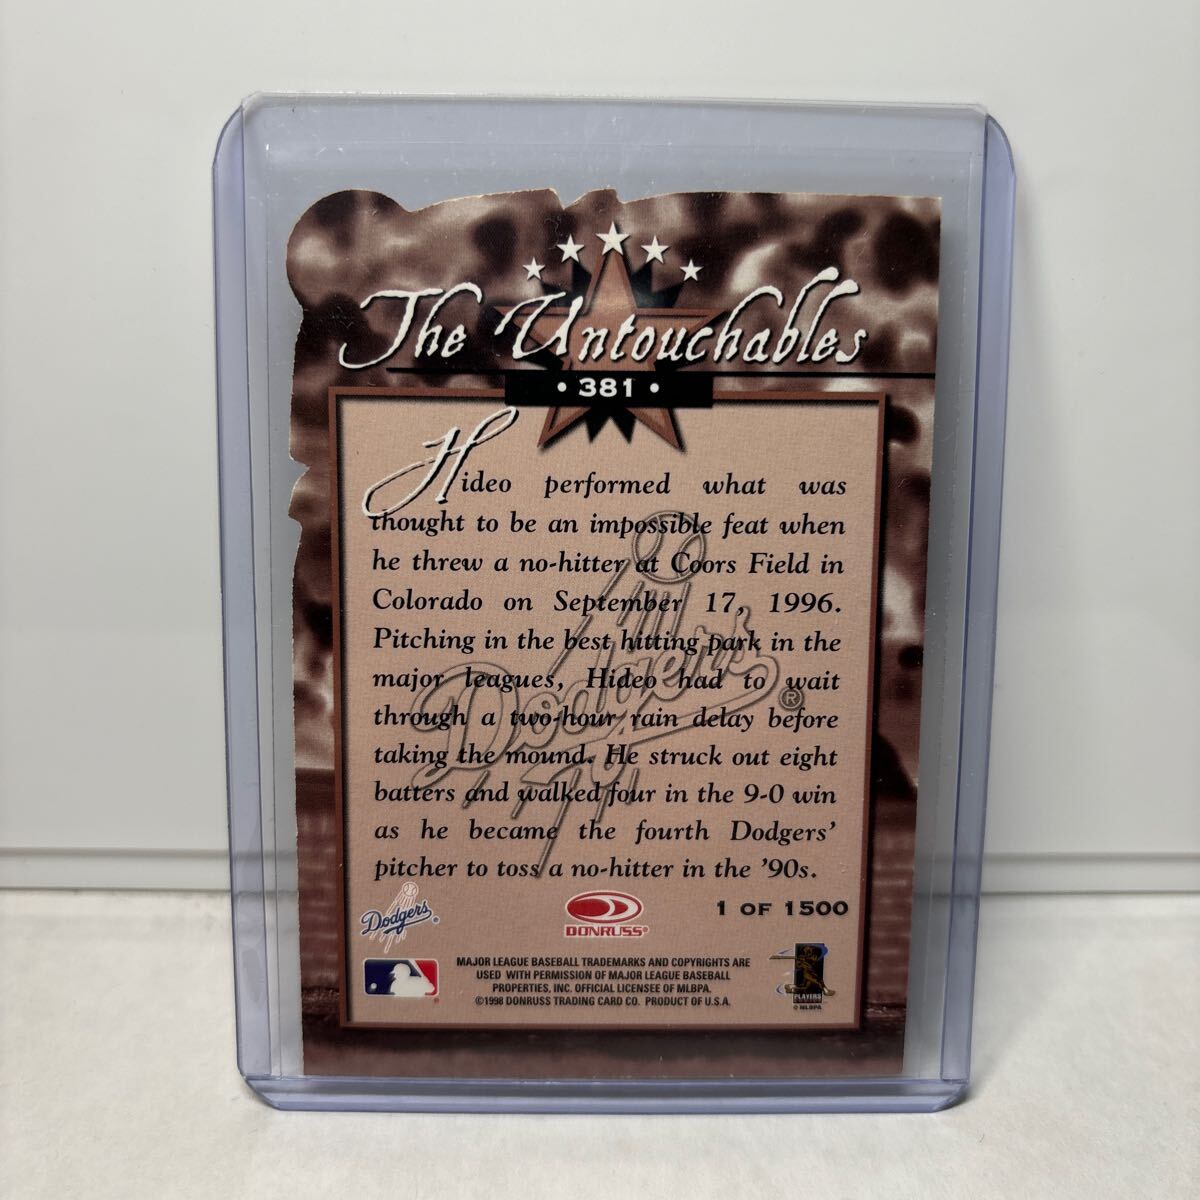 The Untouchables
• 381 •
Hideo performed what was
thought to be an impossible feat when
he threw a no-hitter at Coors Field in
Colorado on September 17, 1996.
Pitching in the best hitting park in the
major leagues, Hideo had to wait
through a two-hour rain delay before
taking the mound. He struck out eight
batters and walked four in the 9-0 win
as he became the fourth Dodgers'
pitcher to toss a no-hitter in the '90s.
Dodgers®
Dodgers®
DONRUSS®
1 OF 1500
MAJOR LEAGUE BASEBALL TRADEMARKS AND COPYRIGHTS ARE
USED WITH PERMISSION OF MAJOR LEAGUE BASEBALL
PROPERTIES, INC. OFFICIAL LICENSEE OF MLBPA.
©1998 DONRUSS TRADING CARD CO. PRODUCT OF U.S.A.
PLAYERS
© MLBPA